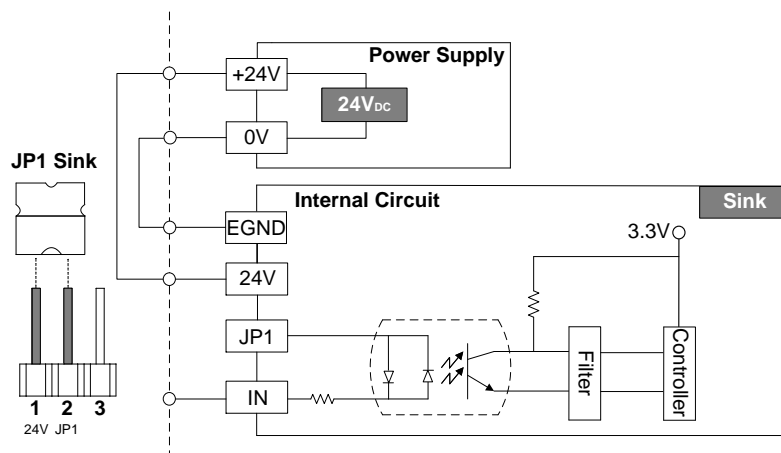 Power Supply
+24V
24VDC
0V
JP1 Sink
Internal Circuit
Sink
EGND
3.3V
24V
JP1
Filter
Controller
IN
1 2 3
24V JP1